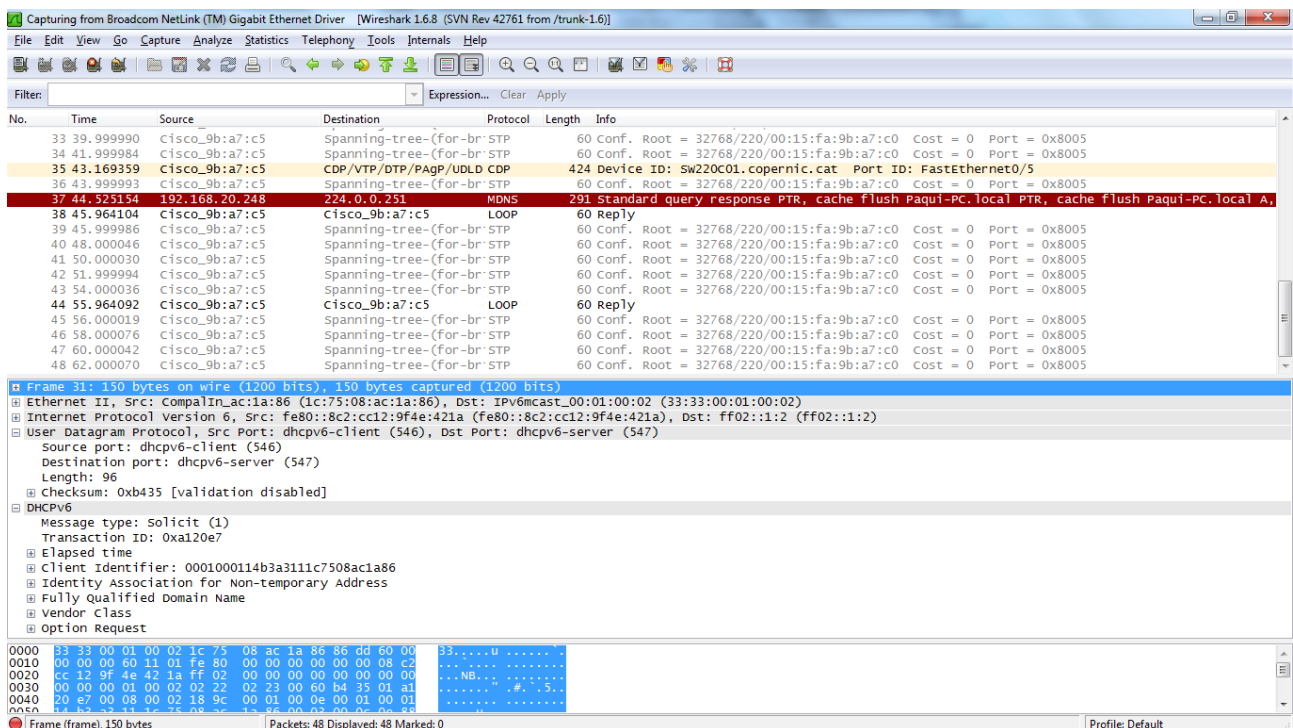 Capturing from Broadcom NetLink (TM) Gigabit Ethernet Driver [Wireshark 1.6.8 (SVN Rev 42761 from /trunk-1.6)]
File Edit View Go Capture Analyze Statistics Telephony Tools Internals Help
Filter: Expression... Clear Apply
No. Time Source Destination Protocol Length Info
33 39.999990 Cisco_9b:a7:c5 Spanning-tree-(for-br STP 60 Conf. Root = 32768/220/00:15:fa:9b:a7:c0 Cost = 0 Port = 0x8005
34 41.999984 Cisco_9b:a7:c5 Spanning-tree-(for-br STP 60 Conf. Root = 32768/220/00:15:fa:9b:a7:c0 Cost = 0 Port = 0x8005
35 43.169359 Cisco_9b:a7:c5 CDP/VTP/DTP/PAgP/UDLD CDP 424 Device ID: SW220C01.copernic.cat Port ID: FastEthernet0/5
36 43.999993 Cisco_9b:a7:c5 Spanning-tree-(for-br STP 60 Conf. Root = 32768/220/00:15:fa:9b:a7:c0 Cost = 0 Port = 0x8005
37 44.525154 192.168.20.248 224.0.0.251 MDNS 291 Standard query response PTR, cache flush Paqui-PC.local PTR, cache flush Paqui-PC.local A,
38 45.964104 Cisco_9b:a7:c5 Cisco_9b:a7:c5 LOOP 60 Reply
39 45.999986 Cisco_9b:a7:c5 Spanning-tree-(for-br STP 60 Conf. Root = 32768/220/00:15:fa:9b:a7:c0 Cost = 0 Port = 0x8005
40 48.000046 Cisco_9b:a7:c5 Spanning-tree-(for-br STP 60 Conf. Root = 32768/220/00:15:fa:9b:a7:c0 Cost = 0 Port = 0x8005
41 50.000030 Cisco_9b:a7:c5 Spanning-tree-(for-br STP 60 Conf. Root = 32768/220/00:15:fa:9b:a7:c0 Cost = 0 Port = 0x8005
42 51.999994 Cisco_9b:a7:c5 Spanning-tree-(for-br STP 60 Conf. Root = 32768/220/00:15:fa:9b:a7:c0 Cost = 0 Port = 0x8005
43 54.000036 Cisco_9b:a7:c5 Spanning-tree-(for-br STP 60 Conf. Root = 32768/220/00:15:fa:9b:a7:c0 Cost = 0 Port = 0x8005
44 55.964092 Cisco_9b:a7:c5 Cisco_9b:a7:c5 LOOP 60 Reply
45 56.000019 Cisco_9b:a7:c5 Spanning-tree-(for-br STP 60 Conf. Root = 32768/220/00:15:fa:9b:a7:c0 Cost = 0 Port = 0x8005
46 58.000076 Cisco_9b:a7:c5 Spanning-tree-(for-br STP 60 Conf. Root = 32768/220/00:15:fa:9b:a7:c0 Cost = 0 Port = 0x8005
47 60.000042 Cisco_9b:a7:c5 Spanning-tree-(for-br STP 60 Conf. Root = 32768/220/00:15:fa:9b:a7:c0 Cost = 0 Port = 0x8005
48 62.000070 Cisco_9b:a7:c5 Spanning-tree-(for-br STP 60 Conf. Root = 32768/220/00:15:fa:9b:a7:c0 Cost = 0 Port = 0x8005
Frame 31: 150 bytes on wire (1200 bits), 150 bytes captured (1200 bits)
Ethernet II, Src: CompalIn_ac:1a:86 (1c:75:08:ac:1a:86), Dst: IPv6mcast_00:01:00:02 (33:33:00:01:00:02)
Internet Protocol Version 6, Src: fe80::8c2:cc12:9f4e:421a (fe80::8c2:cc12:9f4e:421a), Dst: ff02::1:2 (ff02::1:2)
User Datagram Protocol, Src Port: dhcpv6-client (546), Dst Port: dhcpv6-server (547)
Source port: dhcpv6-client (546)
Destination port: dhcpv6-server (547)
Length: 96
Checksum: 0xb435 [validation disabled]
DHCPv6
Message type: Solicit (1)
Transaction ID: 0xa120e7
Elapsed time
Client Identifier: 0001000114b3a3111c7508ac1a86
Identity Association for Non-temporary Address
Fully Qualified Domain Name
Vendor Class
Option Request
0000 33 33 00 01 00 02 1c 75 08 ac 1a 86 86 dd 60 00 33.....u ......`.
0010 00 00 00 60 11 01 fe 80 00 00 00 00 00 00 08 c2 ...`.... ........
0020 cc 12 9f 4e 42 1a ff 02 00 00 00 00 00 00 00 00 ...NB... ........
0030 00 00 00 01 00 02 02 22 02 23 00 60 b4 35 01 a1 ......." .#.`.5..
0040 20 e7 00 08 00 02 18 9c 00 01 00 0e 00 01 00 01 ....... ........
0050 14 b3 a3 11 1c 75 08 ac 1a 86 00 03 00 0c 0e 88
Frame (frame), 150 bytes Packets: 48 Displayed: 48 Marked: 0 Profile: Default